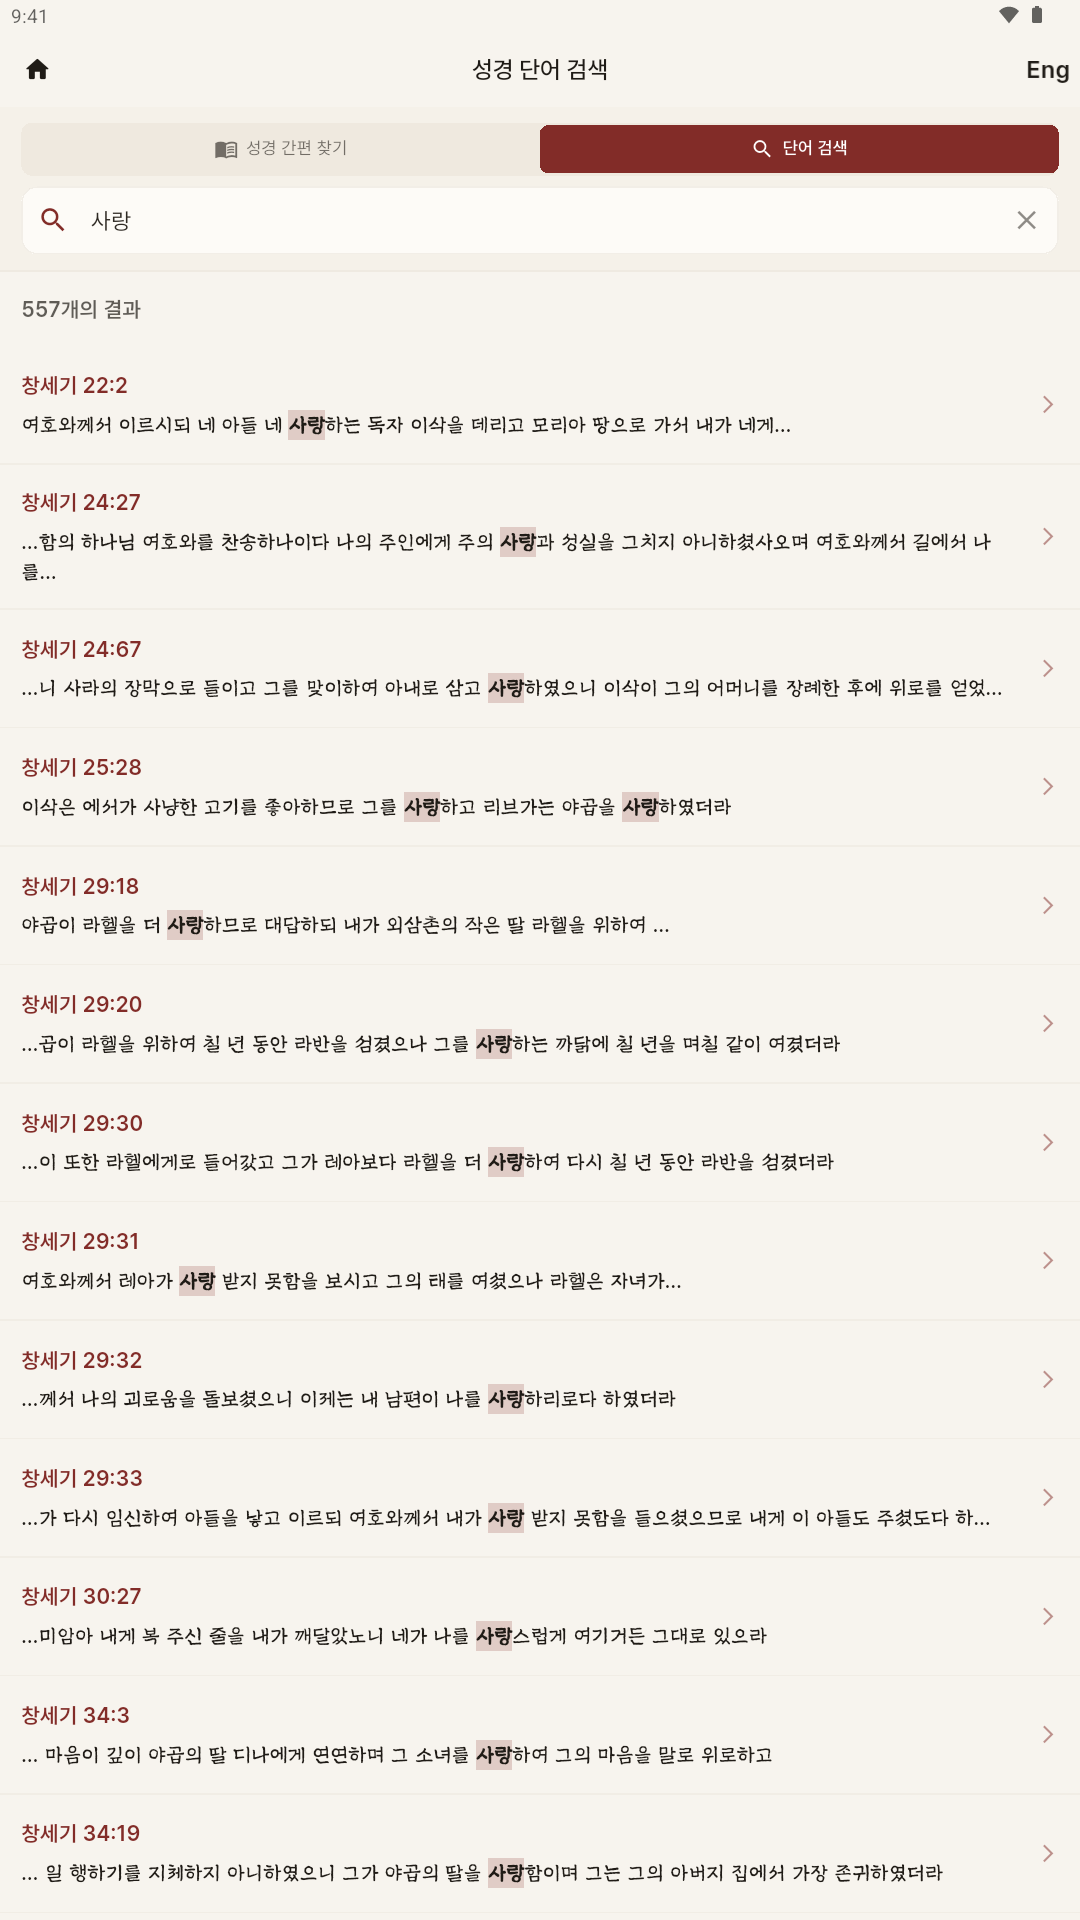 9:41
성경 단어 검색
Eng
성경 간편 찾기
단어 검색
사랑
557개의 결과
창세기 22:2
여호와께서 이르시되 네 아들 네 사랑하는 독자 이삭을 데리고 모리아 땅으로 가서 내가 네게...
창세기 24:27
...함의 하나님 여호와를 찬송하나이다 나의 주인에게 주의 사랑과 성실을 그치지 아니하셨사오며 여호와께서 길에서 나
를...
창세기 24:67
...니 사라의 장막으로 들이고 그를 맞이하여 아내로 삼고 사랑하였으니 이삭이 그의 어머니를 장례한 후에 위로를 얻었...
창세기 25:28
이삭은 에서가 사냥한 고기를 좋아하므로 그를 사랑하고 리브가는 야곱을 사랑하였더라
창세기 29:18
야곱이 라헬을 더 사랑하므로 대답하되 내가 외삼촌의 작은 딸 라헬을 위하여 ...
창세기 29:20
...곱이 라헬을 위하여 칠 년 동안 라반을 섬겼으나 그를 사랑하는 까닭에 칠 년을 며칠 같이 여겼더라
창세기 29:30
...이 또한 라헬에게로 들어갔고 그가 레아보다 라헬을 더 사랑하여 다시 칠 년 동안 라반을 섬겼더라
창세기 29:31
여호와께서 레아가 사랑 받지 못함을 보시고 그의 태를 여셨으나 라헬은 자녀가...
창세기 29:32
...께서 나의 괴로움을 돌보셨으니 이제는 내 남편이 나를 사랑하리로다 하였더라
창세기 29:33
...가 다시 임신하여 아들을 낳고 이르되 여호와께서 내가 사랑 받지 못함을 들으셨으므로 내게 이 아들도 주셨도다 하...
창세기 30:27
...미암아 내게 복 주신 줄을 내가 깨달았노니 네가 나를 사랑스럽게 여기거든 그대로 있으라
창세기 34:3
... 마음이 깊이 야곱의 딸 디나에게 연연하며 그 소녀를 사랑하여 그의 마음을 말로 위로하고
창세기 34:19
... 일 행하기를 지체하지 아니하였으니 그가 야곱의 딸을 사랑함이며 그는 그의 아버지 집에서 가장 존귀하였더라